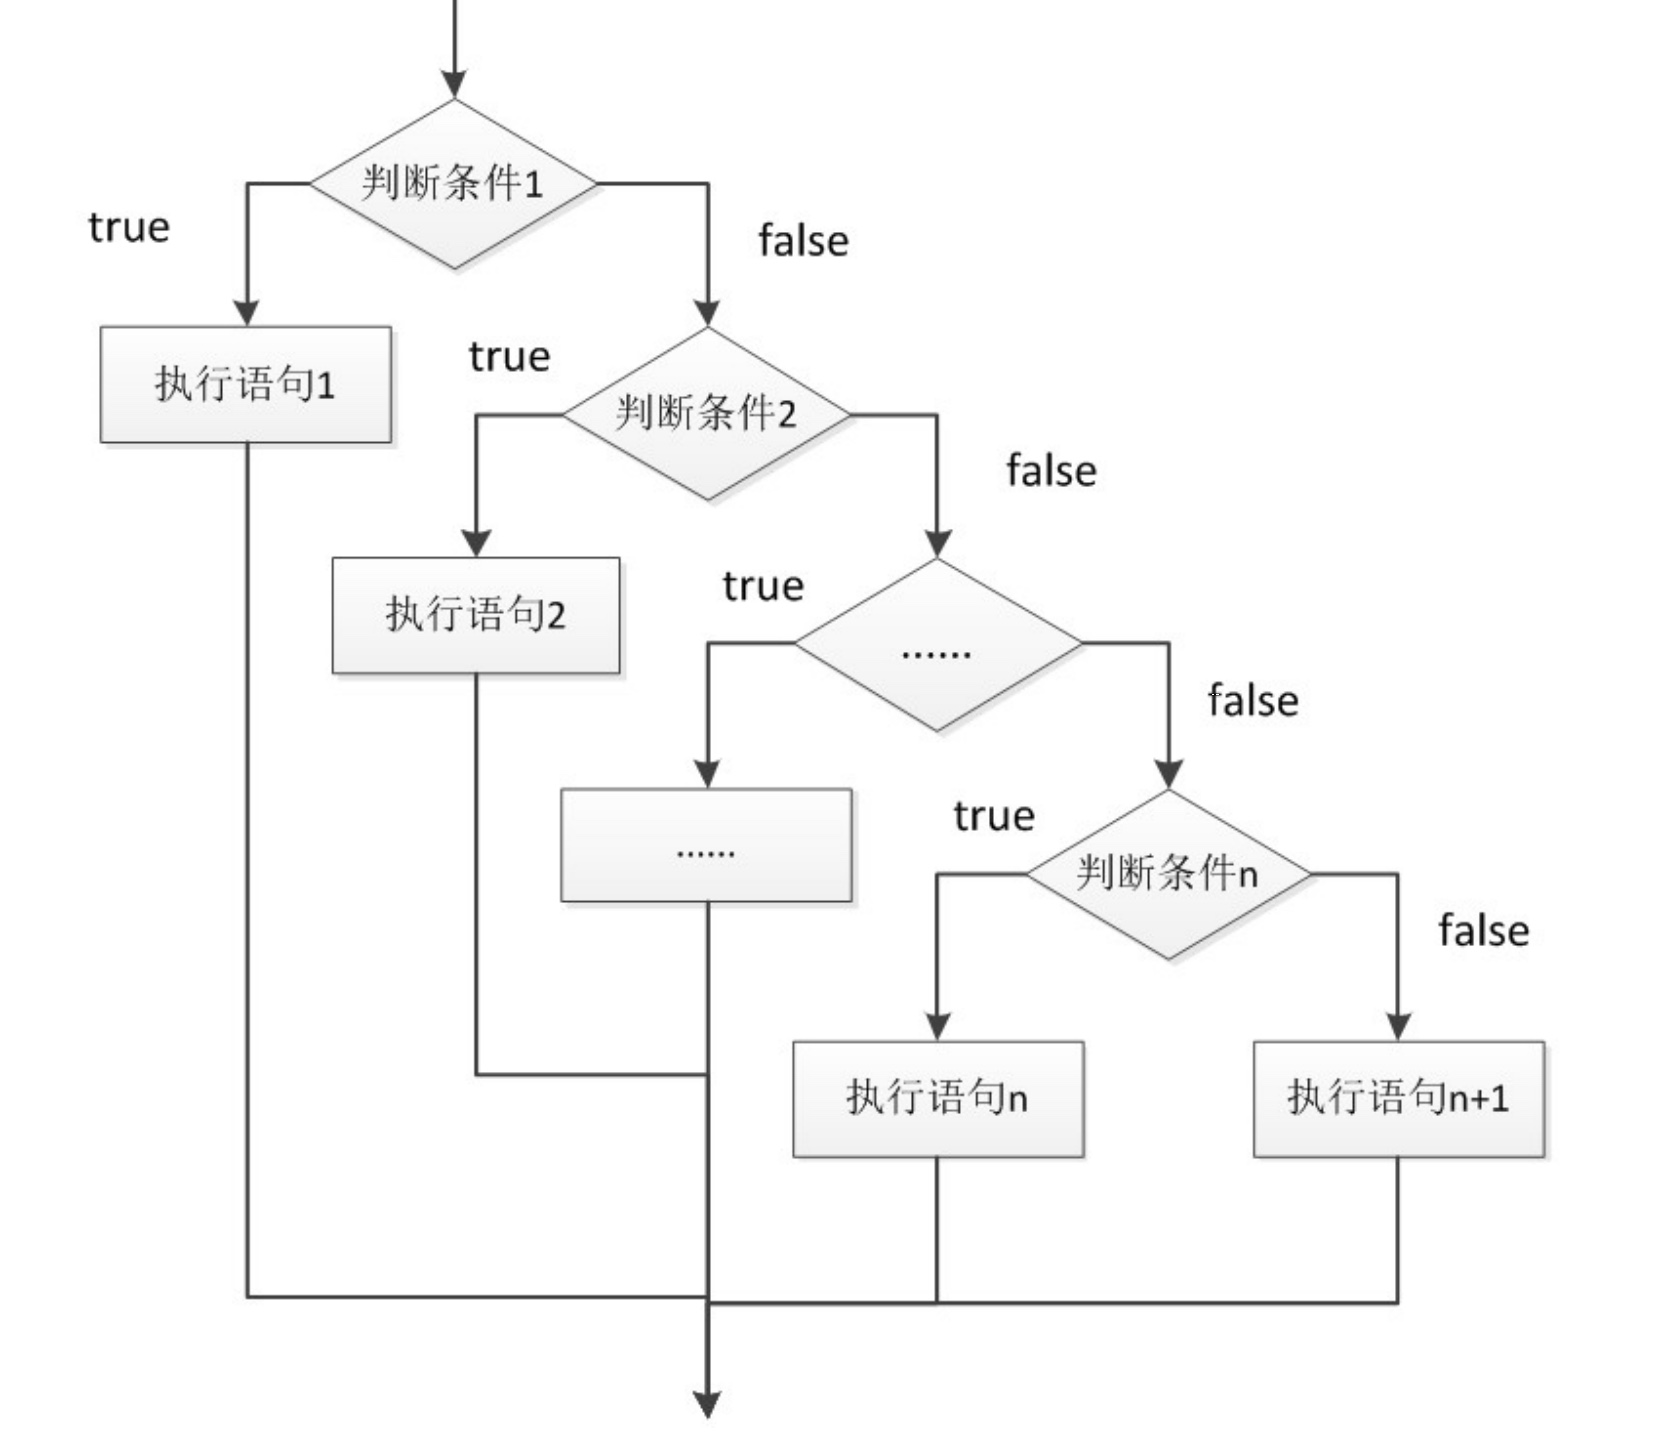 判断条件1
true
false
执行语句1
true
判断条件2
false
执行语句2
true
......
false
......
true
判断条件n
false
执行语句n
执行语句n+1